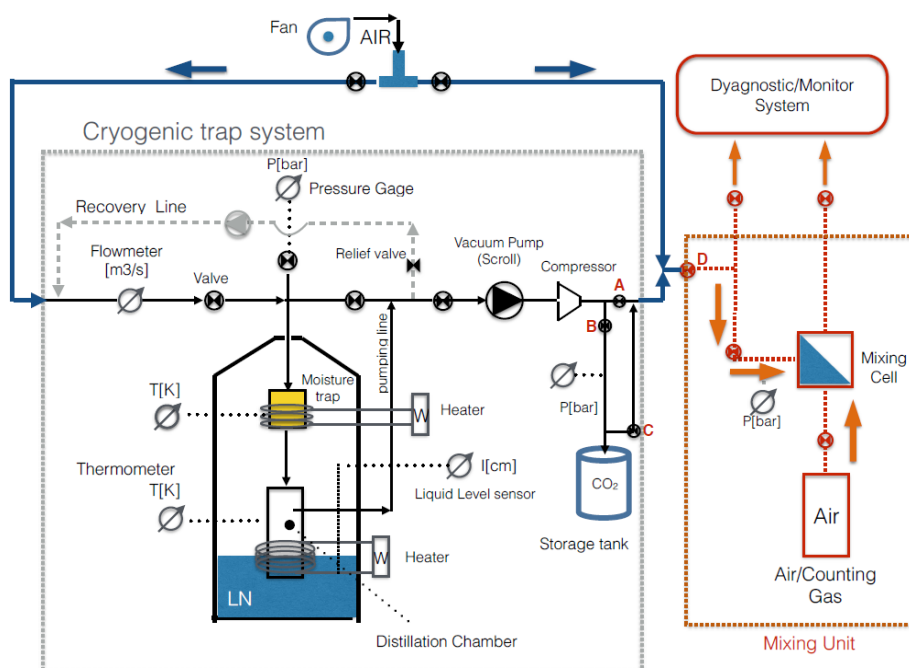 Fan
AIR
Dyagnostic/Monitor
System
Cryogenic trap system
P[bar]
Pressure Gage
Recovery Line
Flowmeter
[m3/s]
Valve
Relief valve
Vacuum Pump
(Scroll)
Compressor
A
B
D
pumping line
Moisture
trap
T[K]
W
Heater
P[bar]
Mixing
Cell
P[bar]
C
Thermometer
T[K]
l[cm]
Liquid Level sensor
CO2
Storage tank
Air
Air/Counting
Gas
W
Heater
LN
Distillation Chamber
Mixing Unit